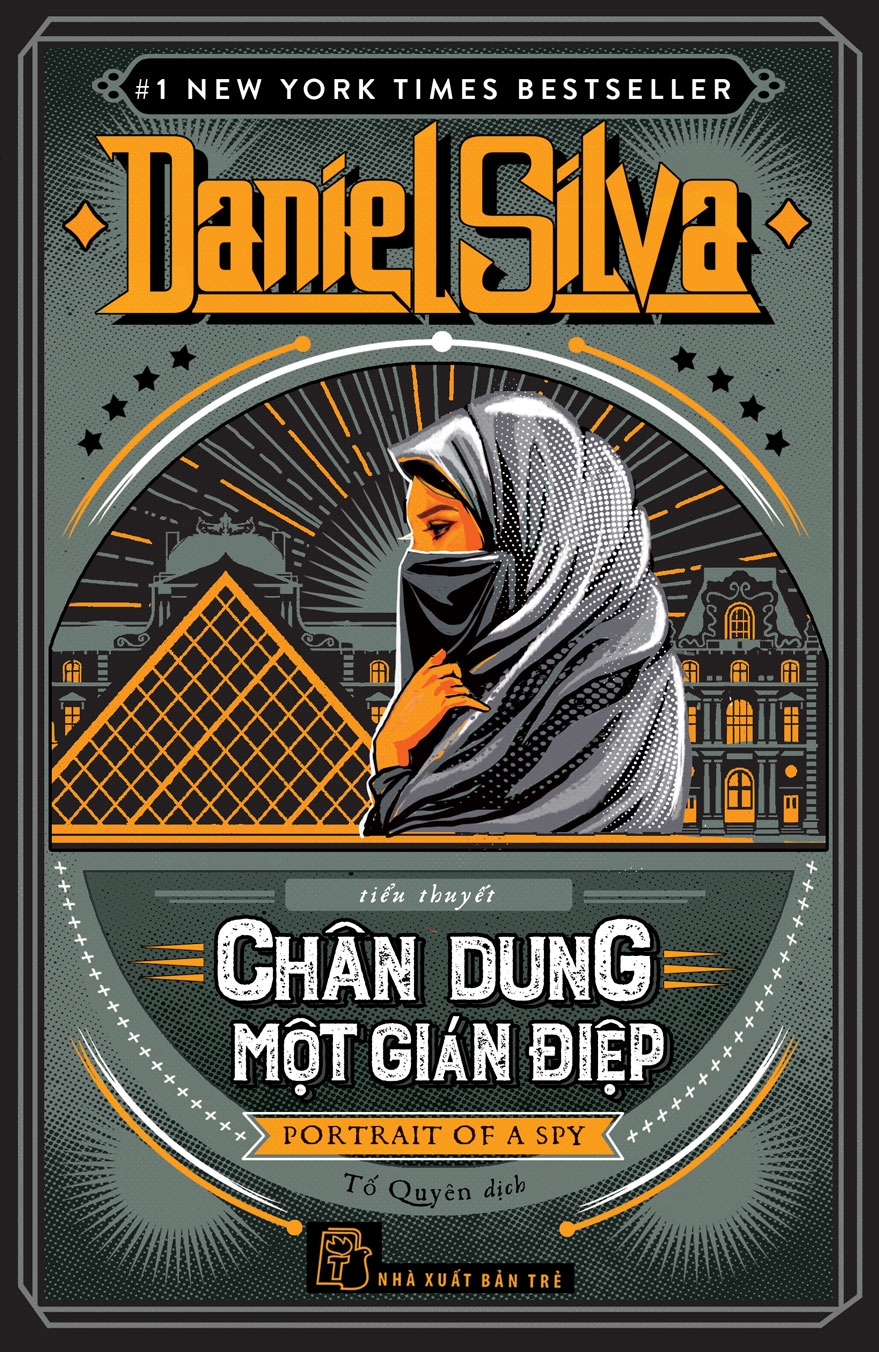 #1 NEW YORK TIMES BESTSELLER
Daniel Silva
tiểu thuyết
CHÂN DUNG
MỘT GIÁN ĐIỆP
PORTRAIT OF A SPY
Tố Quyên dịch
T
NHÀ XUẤT BẢN TRẺ